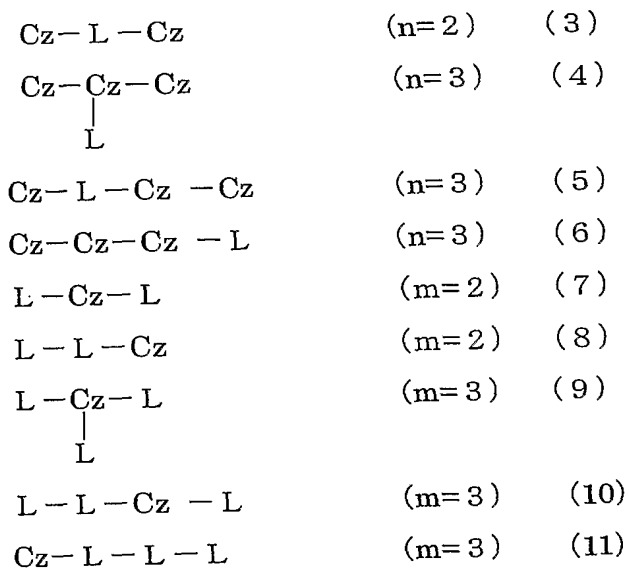 Cz－L－Cz (n=2) (3)
Cz－Cz－Cz (n=3) (4)
L
Cz－L－Cz－Cz (n=3) (5)
Cz－Cz－Cz－L (n=3) (6)
L－Cz－L (m=2) (7)
L－L－Cz (m=2) (8)
L－Cz－L (m=3) (9)
L
L－L－Cz－L (m=3) (10)
Cz－L－L－L (m=3) (11)